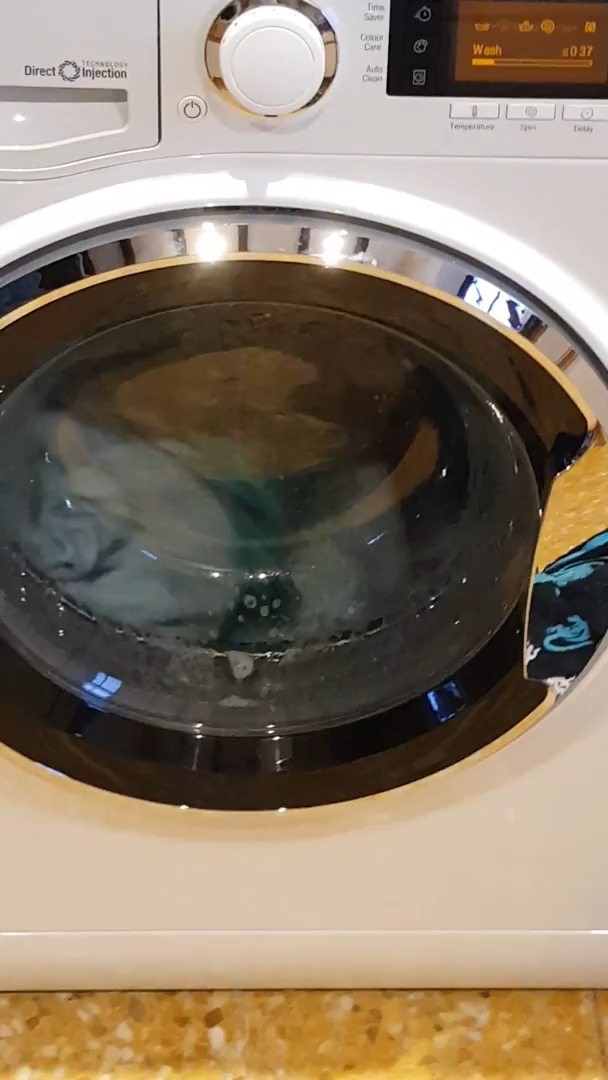 Time
Saver
Colour
Care
Auto
Clean
TECHNOLOGY
Direct Injection
Wash 0:37
Temperature Spin Delay